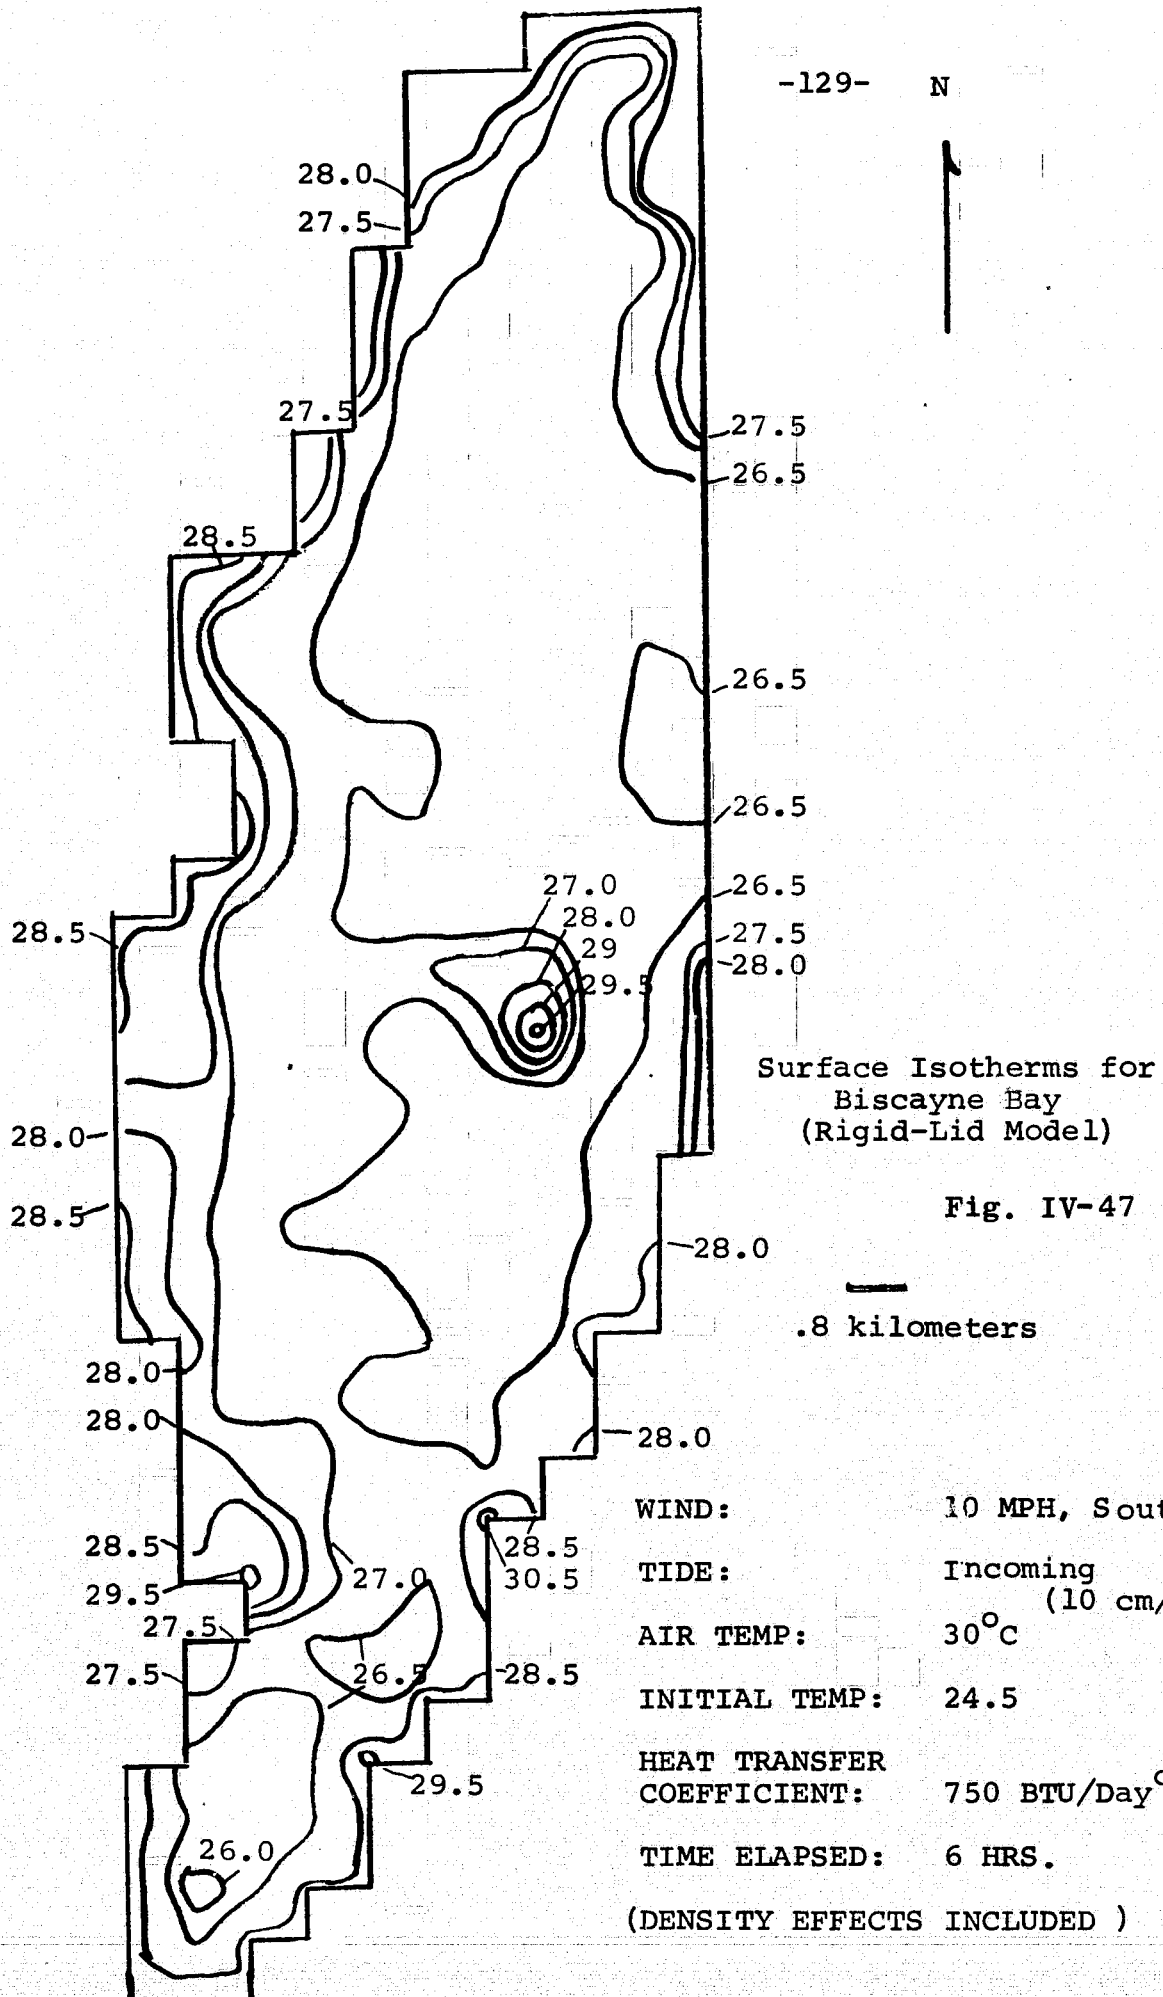 -129- N
28.0
27.5
27.5
27.5
26.5
28.5
26.5
26.5
27.0
26.5
28.0
28.5
27.5
29
28.0
29.5
Surface Isotherms for
Biscayne Bay
(Rigid-Lid Model)
28.0
Fig. IV-47
28.5
28.0
.8 kilometers
28.0
28.0
28.0
WIND: 10 MPH, Sout
28.5
28.5
29.5
27.0
30.5
TIDE: Incoming
(10 cm/
27.5
AIR TEMP: 30°C
27.5
26.5
28.5
INITIAL TEMP: 24.5
HEAT TRANSFER
COEFFICIENT: 750 BTU/Day°
29.5
26.0
TIME ELAPSED: 6 HRS.
(DENSITY EFFECTS INCLUDED )